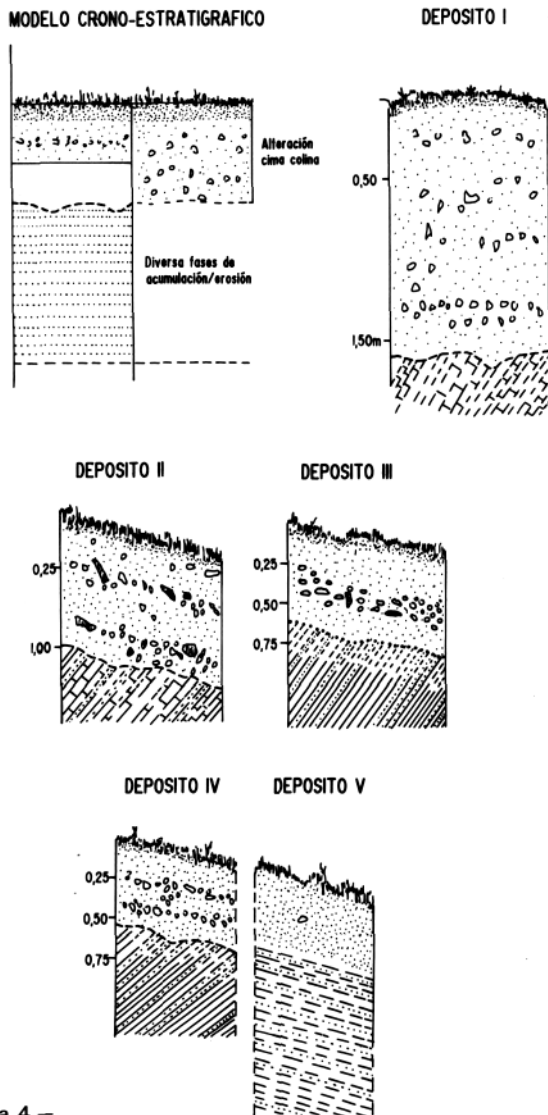 MODELO CRONO-ESTRATIGRAFICO
DEPOSITO I
Alteración
cima colina
Diversa fases de
acumulación/erosión
0,50
1,50m
DEPOSITO II
DEPOSITO III
0,25
1,00
0,25
0,50
0,75
DEPOSITO IV
DEPOSITO V
0,25
0,50
0,75
a 4.—